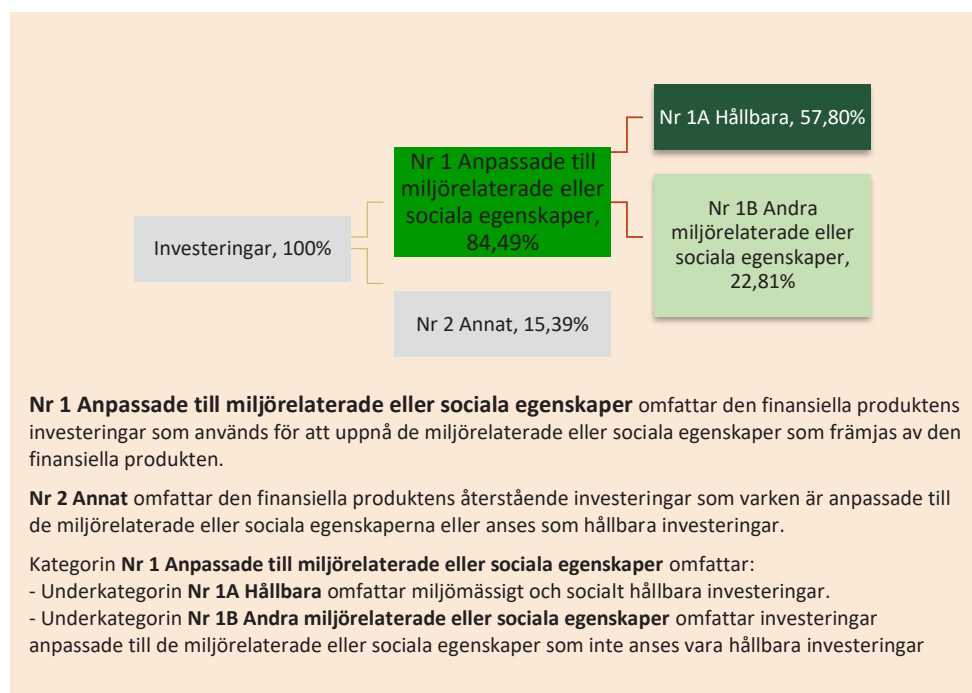 Investeringar, 100%
Nr 1 Anpassade till
miljörelaterade eller
sociala egenskaper,
84,49%
Nr 2 Annat, 15,39%
Nr 1A Hållbara, 57,80%
Nr 1B Andra
miljörelaterade eller
sociala egenskaper,
22,81%
Nr 1 Anpassade till miljörelaterade eller sociala egenskaper omfattar den finansiella produktens
investeringar som används för att uppnå de miljörelaterade eller sociala egenskaper som främjas av den
finansiella produkten.
Nr 2 Annat omfattar den finansiella produktens återstående investeringar som varken är anpassade till
de miljörelaterade eller sociala egenskaperna eller anses som hållbara investeringar.
Kategorin Nr 1 Anpassade till miljörelaterade eller sociala egenskaper omfattar:
- Underkategorin Nr 1A Hållbara omfattar miljömässigt och socialt hållbara investeringar.
- Underkategorin Nr 1B Andra miljörelaterade eller sociala egenskaper omfattar investeringar
anpassade till de miljörelaterade eller sociala egenskaper som inte anses vara hållbara investeringar